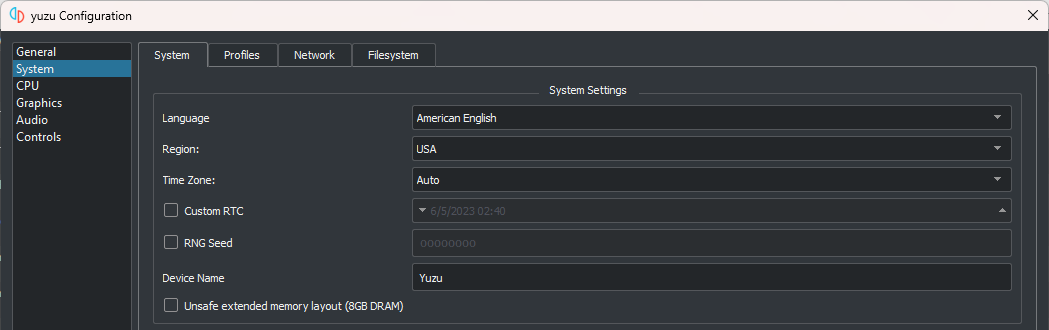 yuzu Configuration
General
System
CPU
Graphics
Audio
Controls
System Profiles Network Filesystem
System Settings
Language American English
Region: USA
Time Zone: Auto
Custom RTC 6/5/2023 02:40
RNG Seed 00000000
Device Name Yuzu
Unsafe extended memory layout (8GB DRAM)